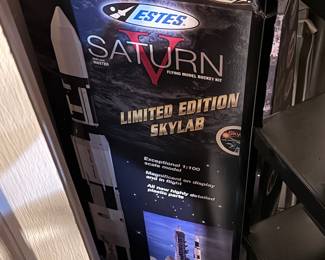 ESTES
SATURN
V
FLYING MODEL ROCKET KIT
LIMITED EDITION
SKYLAB
Exceptional 1:100
scale model
Magnificent on display
and in flight
All new highly detailed
plastic parts